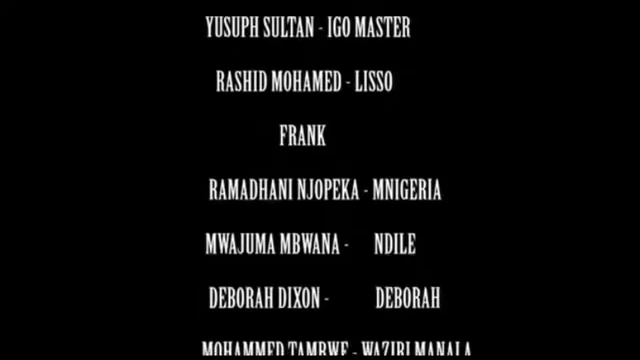 YUSUPH SULTAN - IGO MASTER
RASHID MOHAMED - LISSO
FRANK
RAMADHANI NJOPEKA - MNIGERIA
MWAJUMA MBWANA - NDILE
DEBORAH DIXON - DEBORAH
MOHAMMED TAMBWE - WAZIRI MANALA